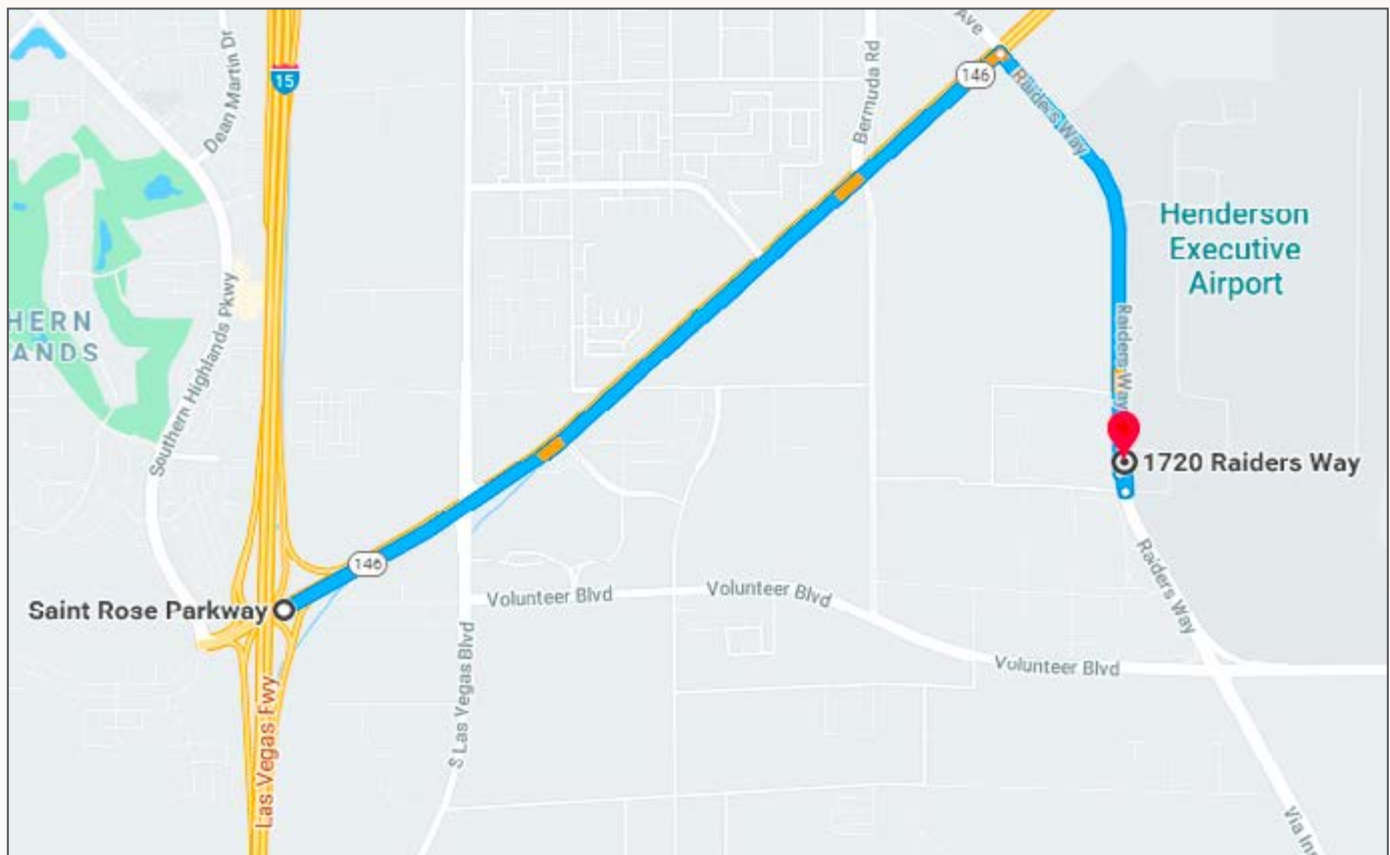 Ave
15
Dean Martin Dr
Bermuda Rd
146
Raiders Way
Henderson
Executive
Airport
HERN
ANDS
Southern Highlands Pkwy
Raiders Way
1720 Raiders Way
146
Saint Rose Parkway
Volunteer Blvd
Volunteer Blvd
Raiders Way
Volunteer Blvd
S Las Vegas Blvd
Las Vegas Fwy
Via In